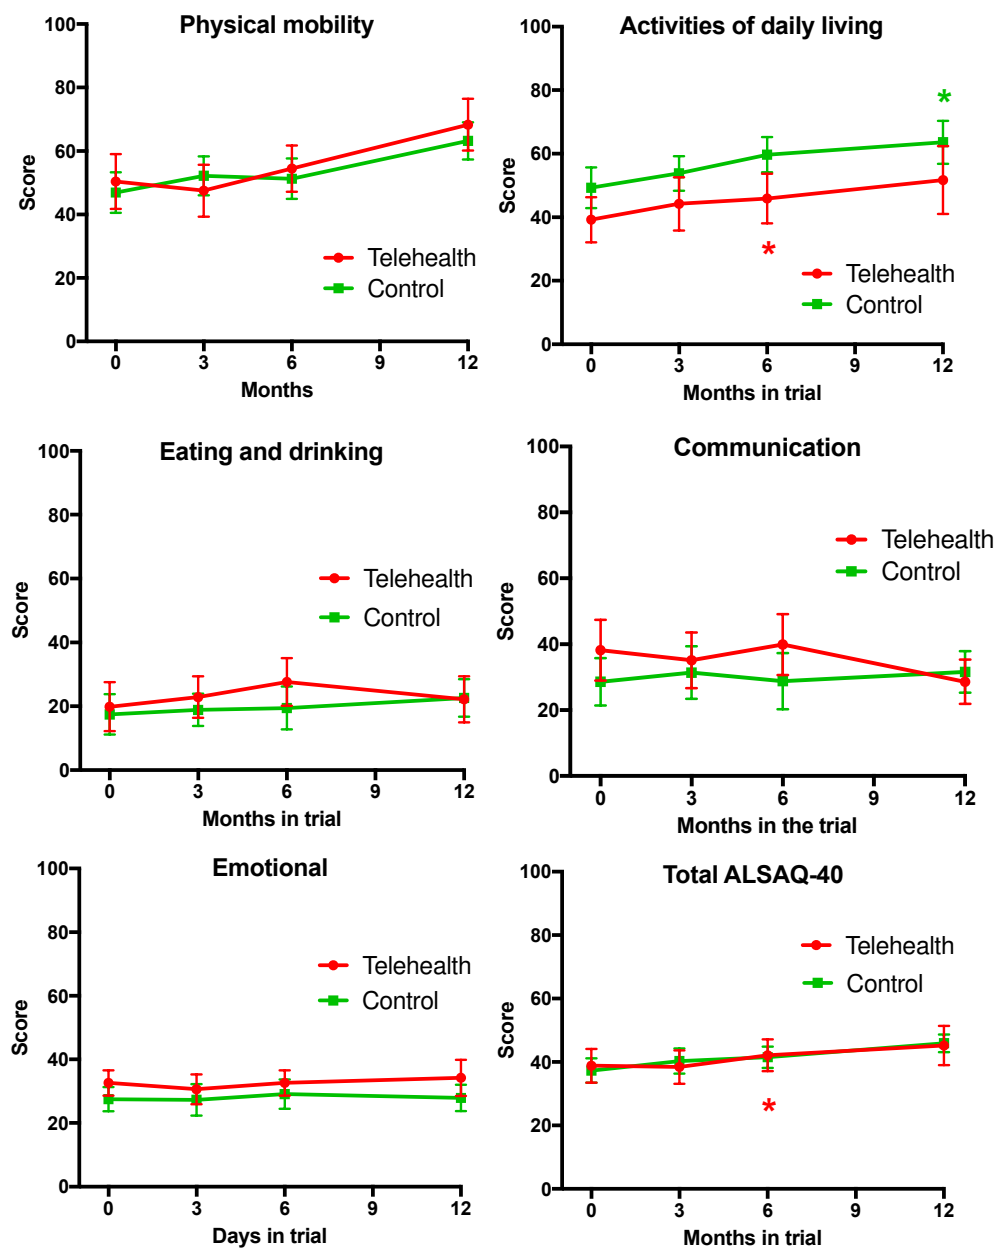 Physical mobility
100
80
60
40
20
0
Score
Telehealth
Control
0 3 6 9 12
Months
Activities of daily living
100
80
60
40
20
0
Score
*
*
Telehealth
Control
0 3 6 9 12
Months in trial
Eating and drinking
100
80
60
40
20
0
Score
Telehealth
Control
0 3 6 9 12
Months in trial
Communication
100
80
60
40
20
0
Score
Telehealth
Control
0 3 6 9 12
Months in the trial
Emotional
100
80
60
40
20
0
Score
Telehealth
Control
0 3 6 9 12
Days in trial
Total ALSAQ-40
100
80
60
40
20
0
Score
Telehealth
Control
*
0 3 6 9 12
Months in trial